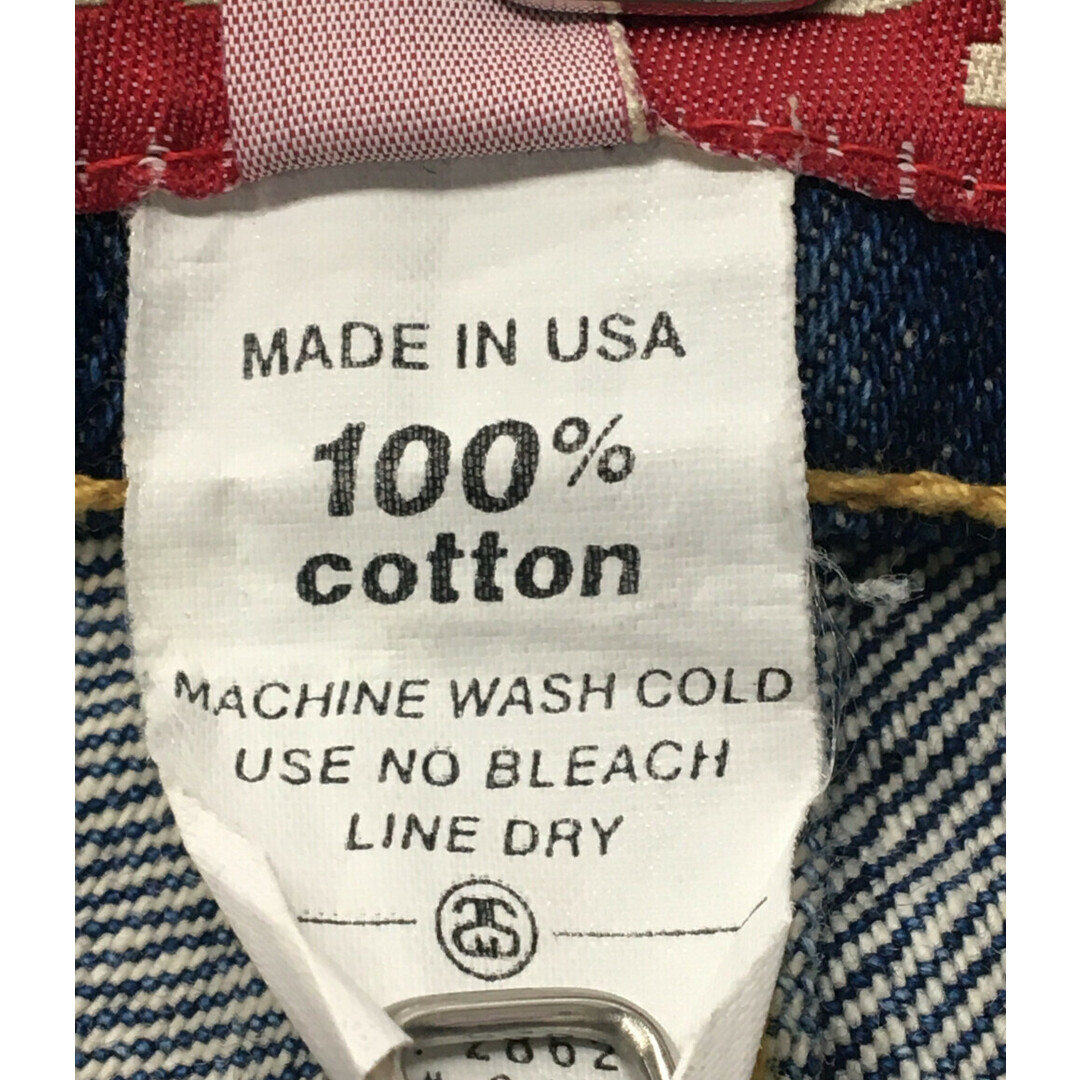 MADE IN USA
100%
cotton
MACHINE WASH COLD
USE NO BLEACH
LINE DRY